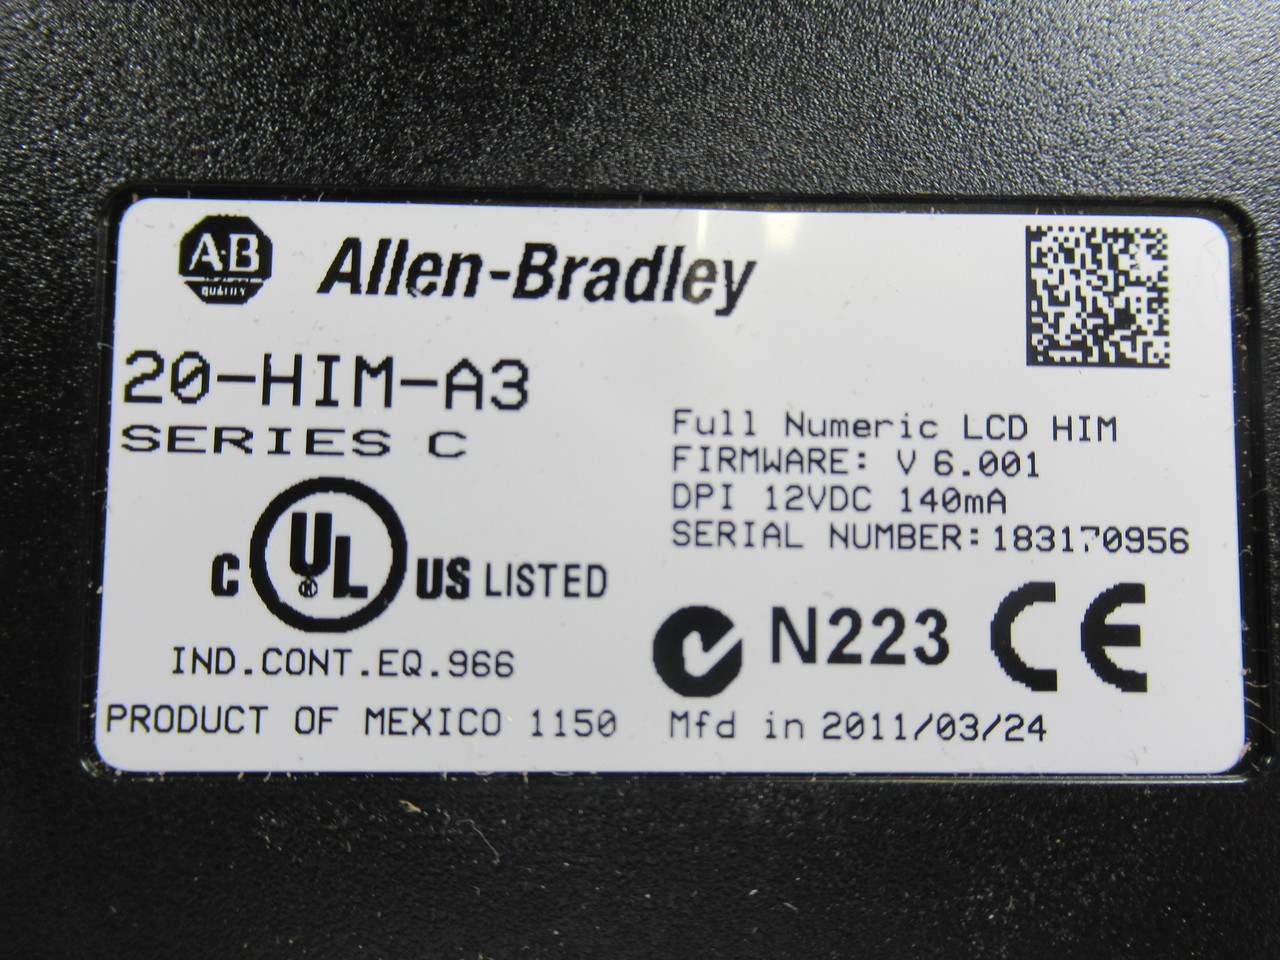 A·B
QUALITY
Allen-Bradley
20-HIM-A3
SERIES C
Full Numeric LCD HIM
FIRMWARE: V 6.001
DPI 12VDC 140mA
SERIAL NUMBER: 183170956
C UL ® US LISTED
IND.CONT.EQ.966
N223 CE
PRODUCT OF MEXICO 1150
Mfd in 2011/03/24